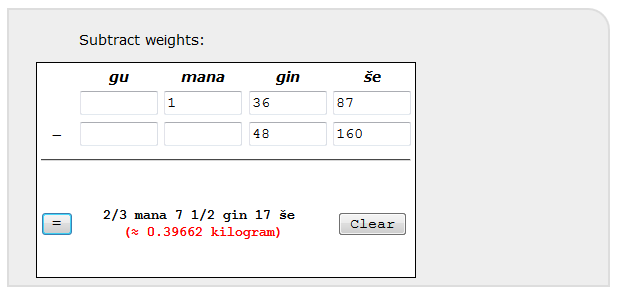 Subtract weights:
gu mana gin še
1 36 87
– 48 160
2/3 mana 7 1/2 gin 17 še
= (≈ 0.39662 kilogram) Clear